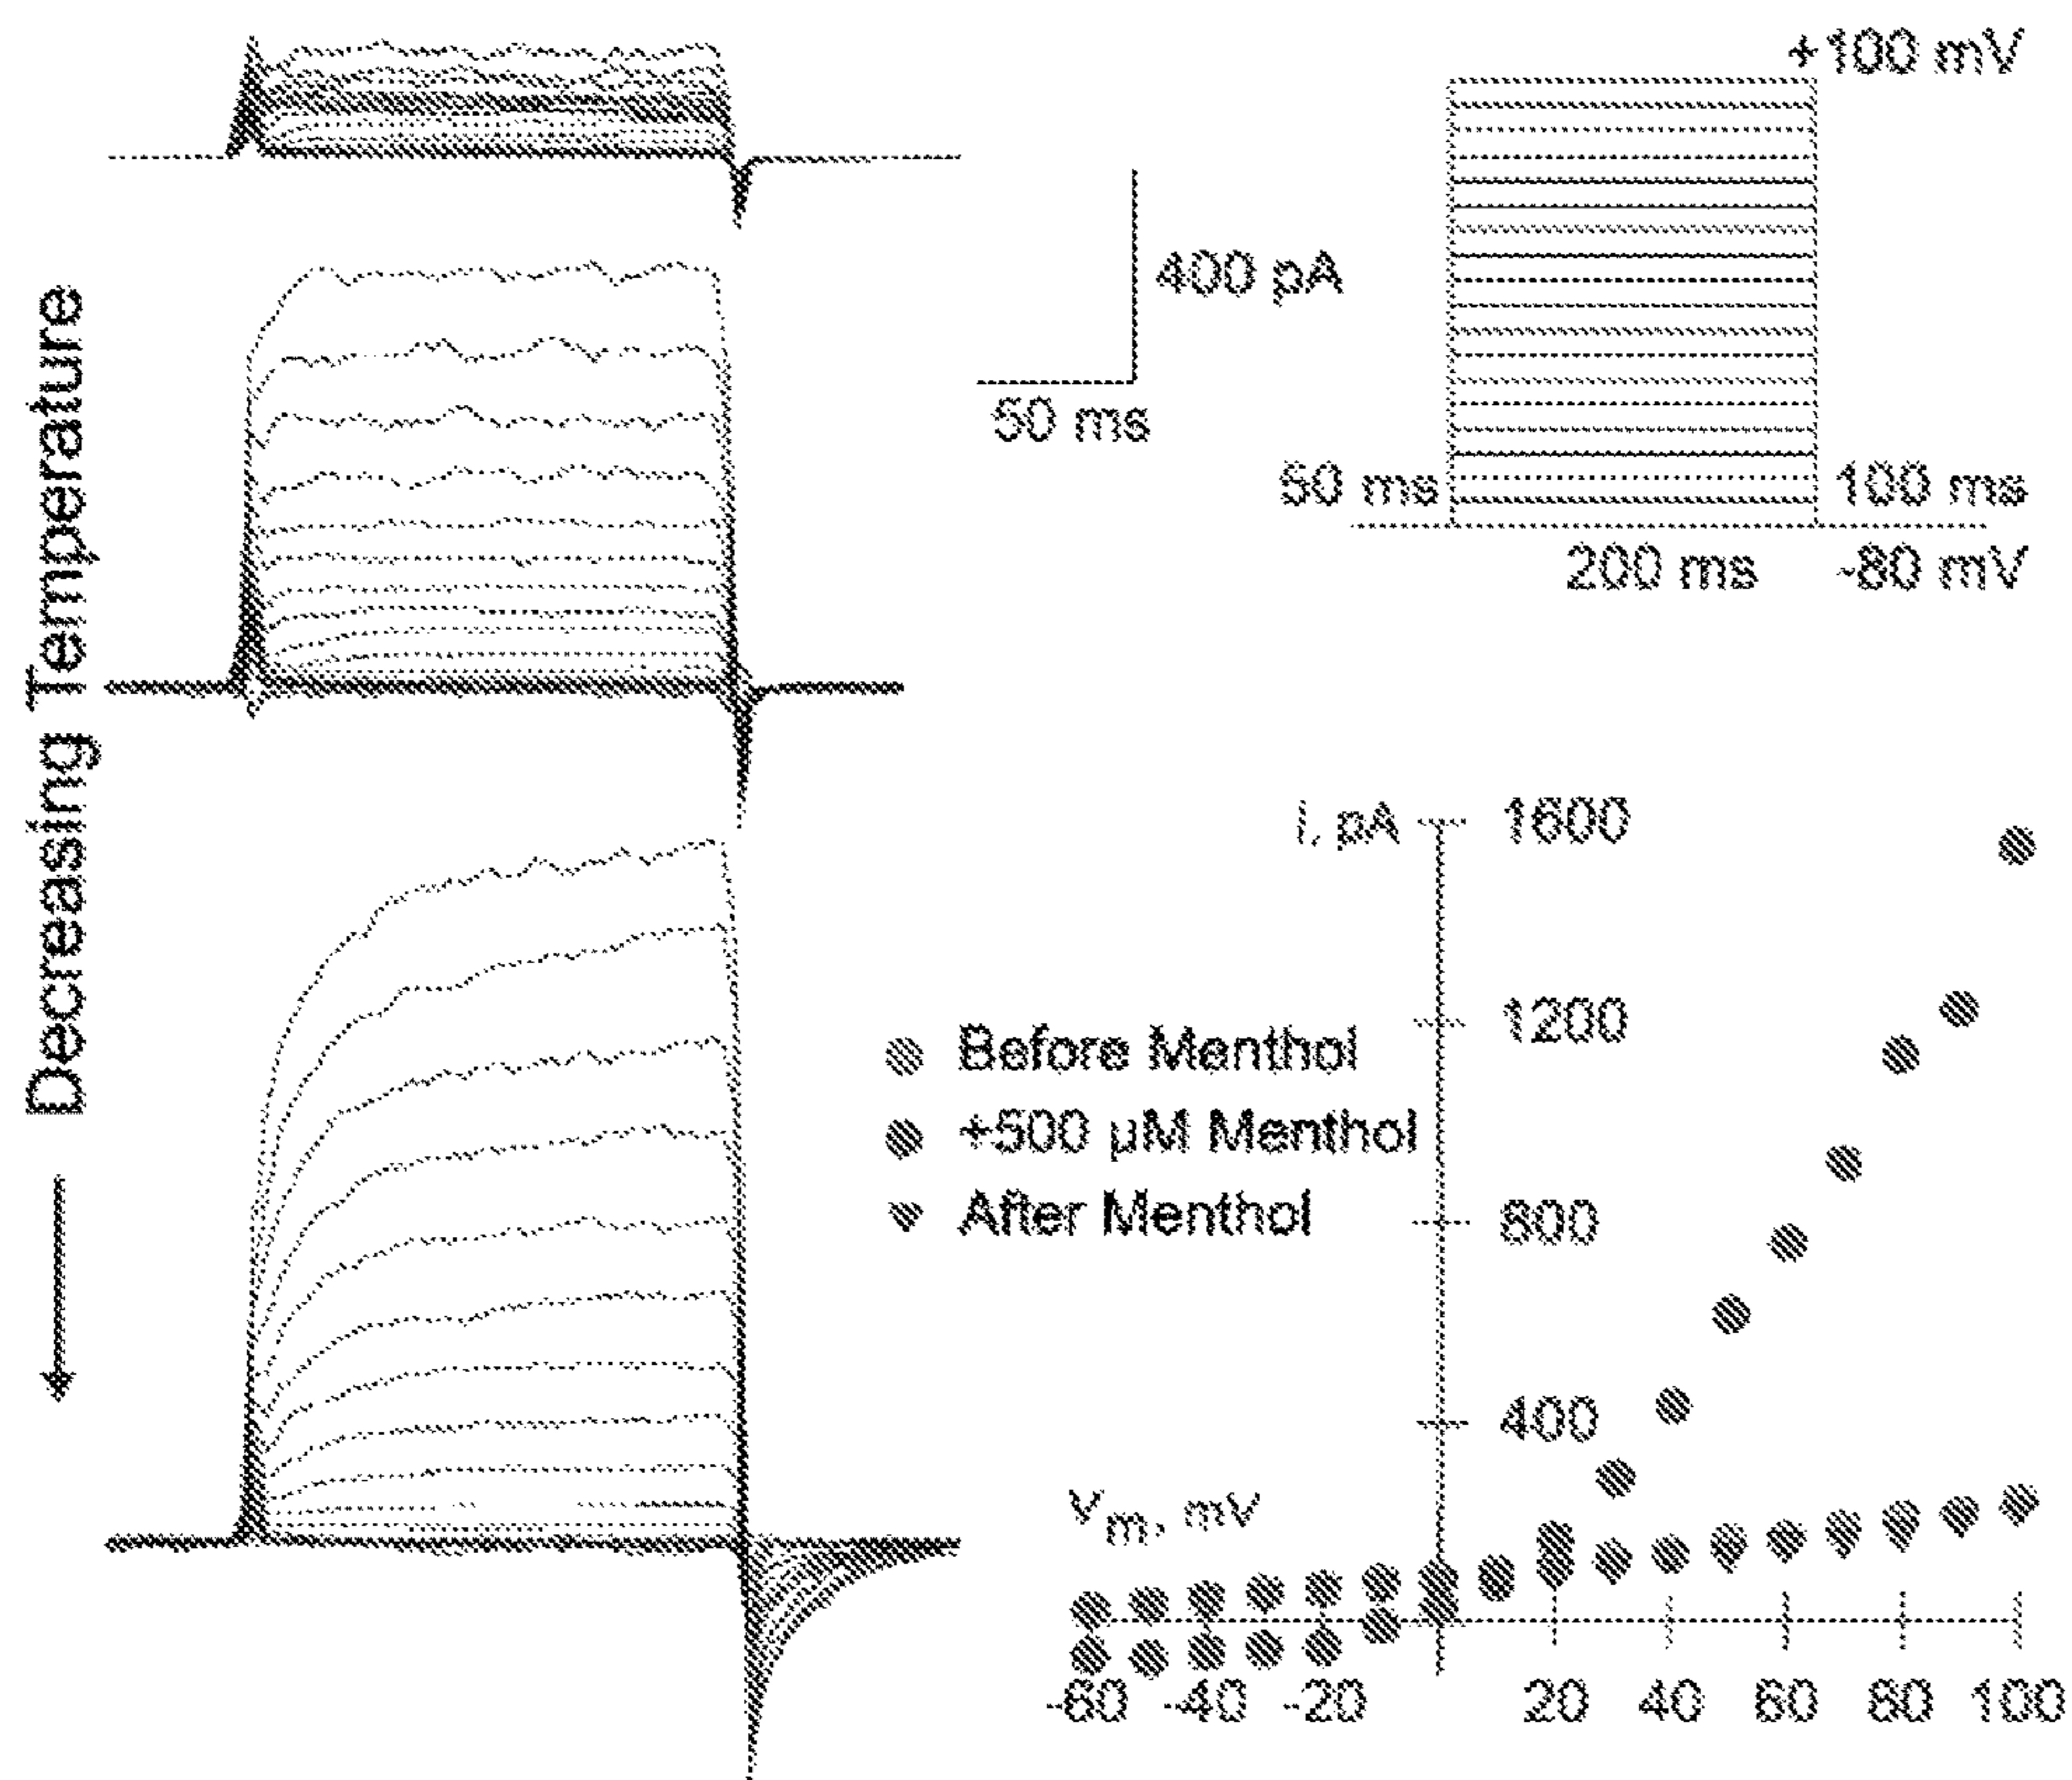 Decreasing Temperature
400 pA
50 ms
+100 mV
50 ms
100 ms
200 ms
-80 mV
i, pA
1600
1200
800
400
Before Menthol
+500 µM Menthol
After Menthol
Vm, mV
-60 -40 -20 20 40 60 80 100